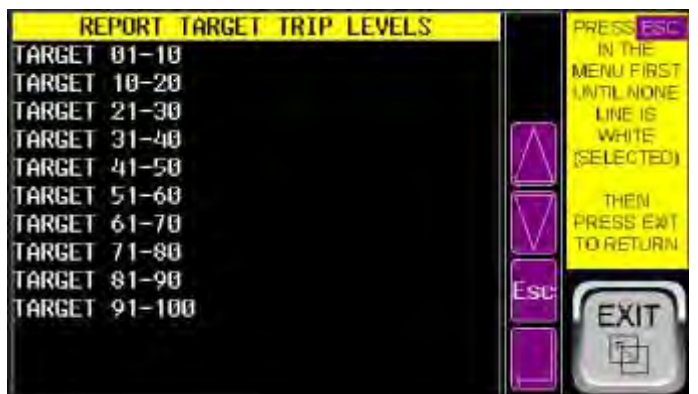 REPORT TARGET TRIP LEVELS
TARGET 01-10
TARGET 10-20
TARGET 21-30
TARGET 31-40
TARGET 41-50
TARGET 51-60
TARGET 61-70
TARGET 71-80
TARGET 81-90
TARGET 91-100
Esc
PRESS ESC
IN THE
MENU FIRST
UNTIL NONE
LINE IS
WHITE
(SELECTED)
THEN
PRESS EXIT
TO RETURN
EXIT